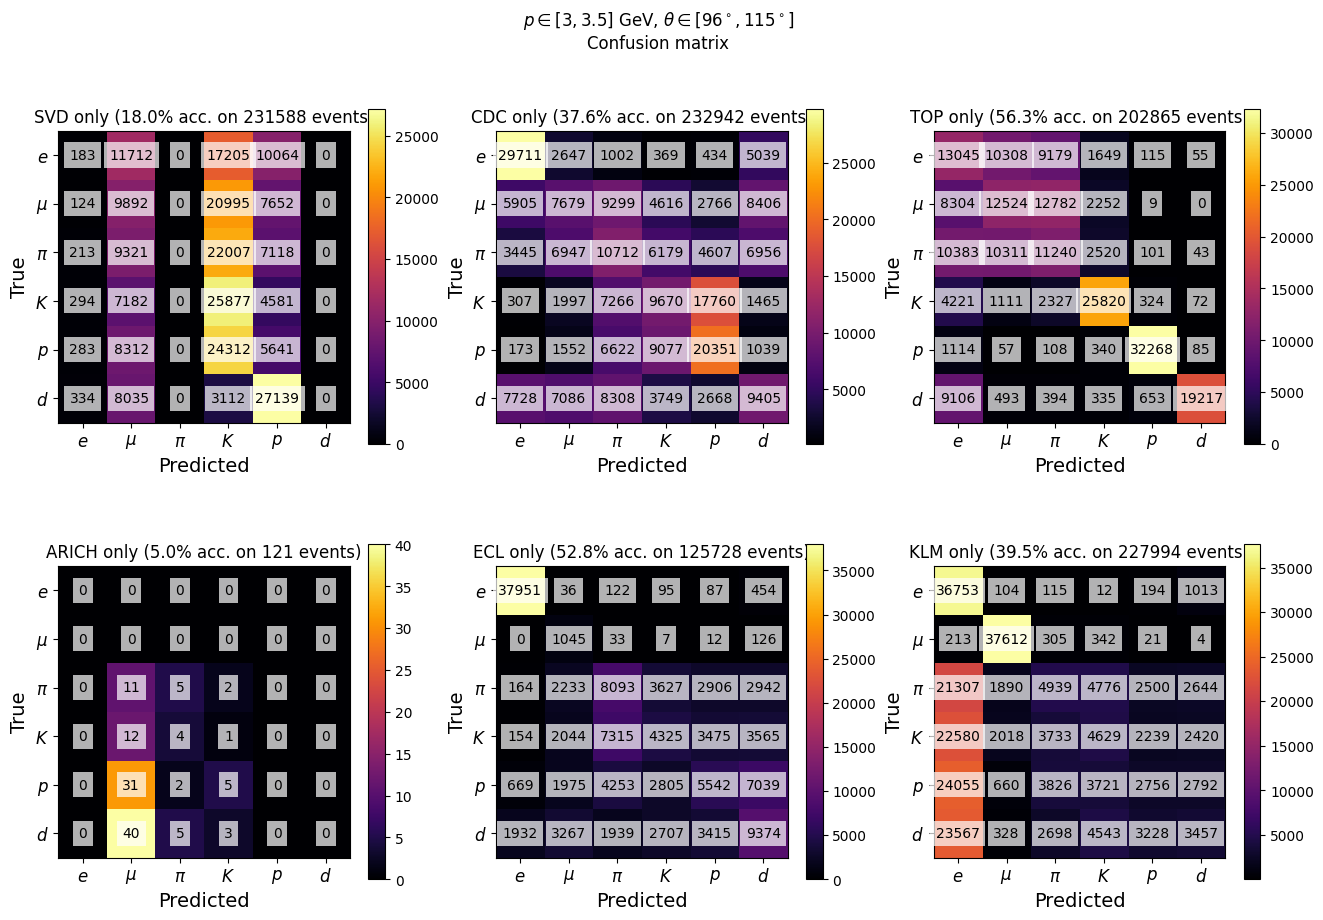 p ∈ [3, 3.5] GeV, θ ∈ [96°, 115°]
Confusion matrix
SVD only (18.0% acc. on 231588 events
True
e 183 11712 0 17205 10064 0
μ 124 9892 0 20995 7652 0
π 213 9321 0 22007 7118 0
K 294 7182 0 25877 4581 0
p 283 8312 0 24312 5641 0
d 334 8035 0 3112 27139 0
e μ π K p d
Predicted
25000
20000
15000
10000
5000
0
CDC only (37.6% acc. on 232942 events
True
29711 2647 1002 369 434 5039
5905 7679 9299 4616 2766 8406
3445 6947 10712 6179 4607 6956
307 1997 7266 9670 17760 1465
173 1552 6622 9077 20351 1039
7728 7086 8308 3749 2668 9405
e μ π K p d
Predicted
25000
20000
15000
10000
5000
TOP only (56.3% acc. on 202865 events
True
e 13045 10308 9179 1649 115 55
μ 8304 12524 12782 2252 9 0
π 10383 10311 11240 2520 101 43
K 4221 1111 2327 25820 324 72
p 1114 57 108 340 32268 85
d 9106 493 394 335 653 19217
e μ π K p d
Predicted
30000
25000
20000
15000
10000
5000
0
ARICH only (5.0% acc. on 121 events)
True
e 0 0 0 0 0 0
μ 0 0 0 0 0 0
π 0 11 5 2 0 0
K 0 12 4 1 0 0
p 0 31 2 5 0 0
d 0 40 5 3 0 0
e μ π K p d
Predicted
40
35
30
25
20
15
10
5
0
ECL only (52.8% acc. on 125728 events
True
e 37951 36 122 95 87 454
μ 0 1045 33 7 12 126
π 164 2233 8093 3627 2906 2942
K 154 2044 7315 4325 3475 3565
p 669 1975 4253 2805 5542 7039
d 1932 3267 1939 2707 3415 9374
e μ π K p d
Predicted
35000
30000
25000
20000
15000
10000
5000
0
KLM only (39.5% acc. on 227994 events
True
e 36753 104 115 12 194 1013
μ 213 37612 305 342 21 4
π 21307 1890 4939 4776 2500 2644
K 22580 2018 3733 4629 2239 2420
p 24055 660 3826 3721 2756 2792
d 23567 328 2698 4543 3228 3457
e μ π K p d
Predicted
35000
30000
25000
20000
15000
10000
5000